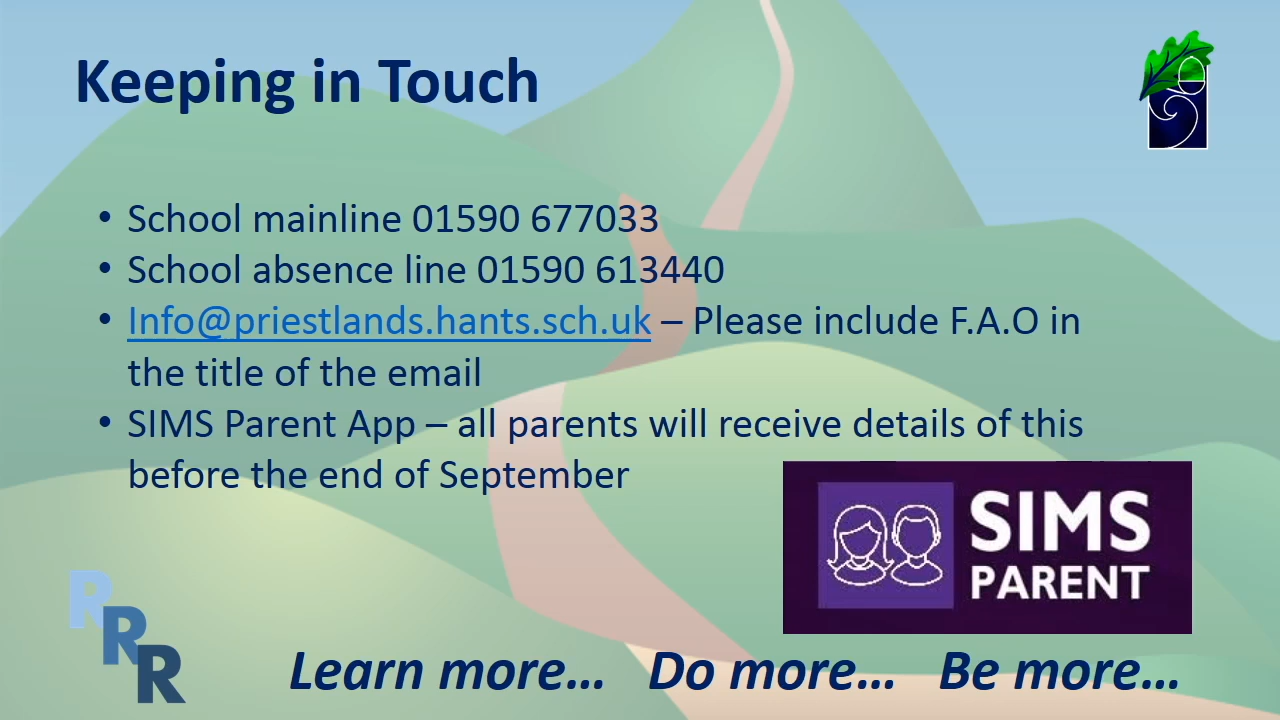 Keeping in Touch
• School mainline 01590 677033
• School absence line 01590 613440
• Info@priestlands.hants.sch.uk – Please include F.A.O in
the title of the email
• SIMS Parent App – all parents will receive details of this
before the end of September
SIMS
PARENT
R
R
R
Learn more… Do more… Be more…